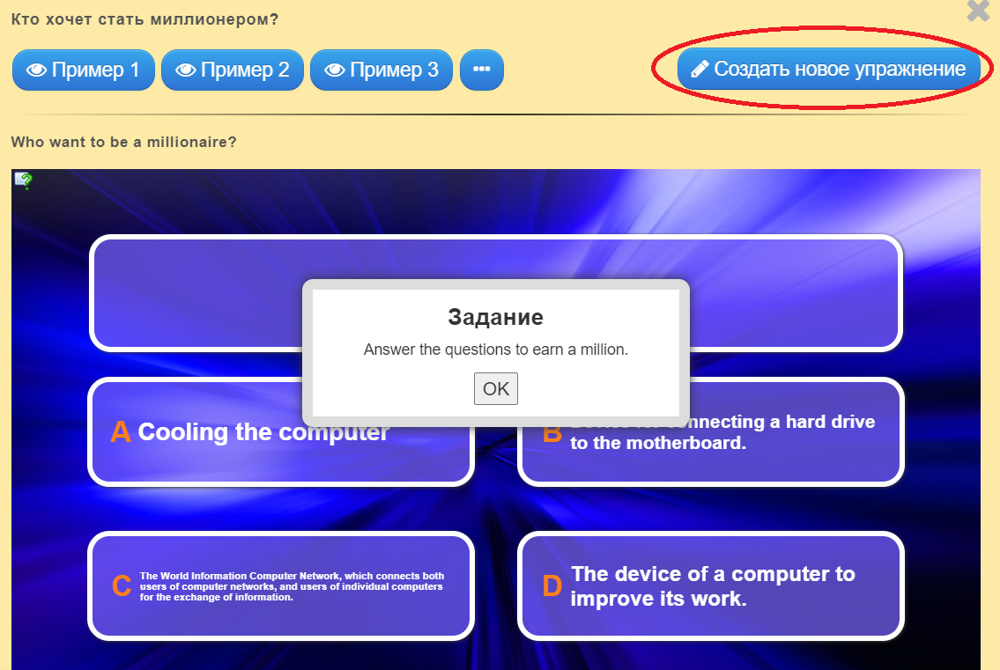 Кто хочет стать миллионером?
Пример 1 Пример 2 Пример 3 Создать новое упражнение
Who want to be a millionaire?
Задание
Answer the questions to earn a million.
OK
A Cooling the computer
B connecting a hard drive
to the motherboard.
C The World Information Computer Network, which connects both
users of computer networks, and users of individual computers
for the exchange of information.
D The device of a computer to
improve its work.